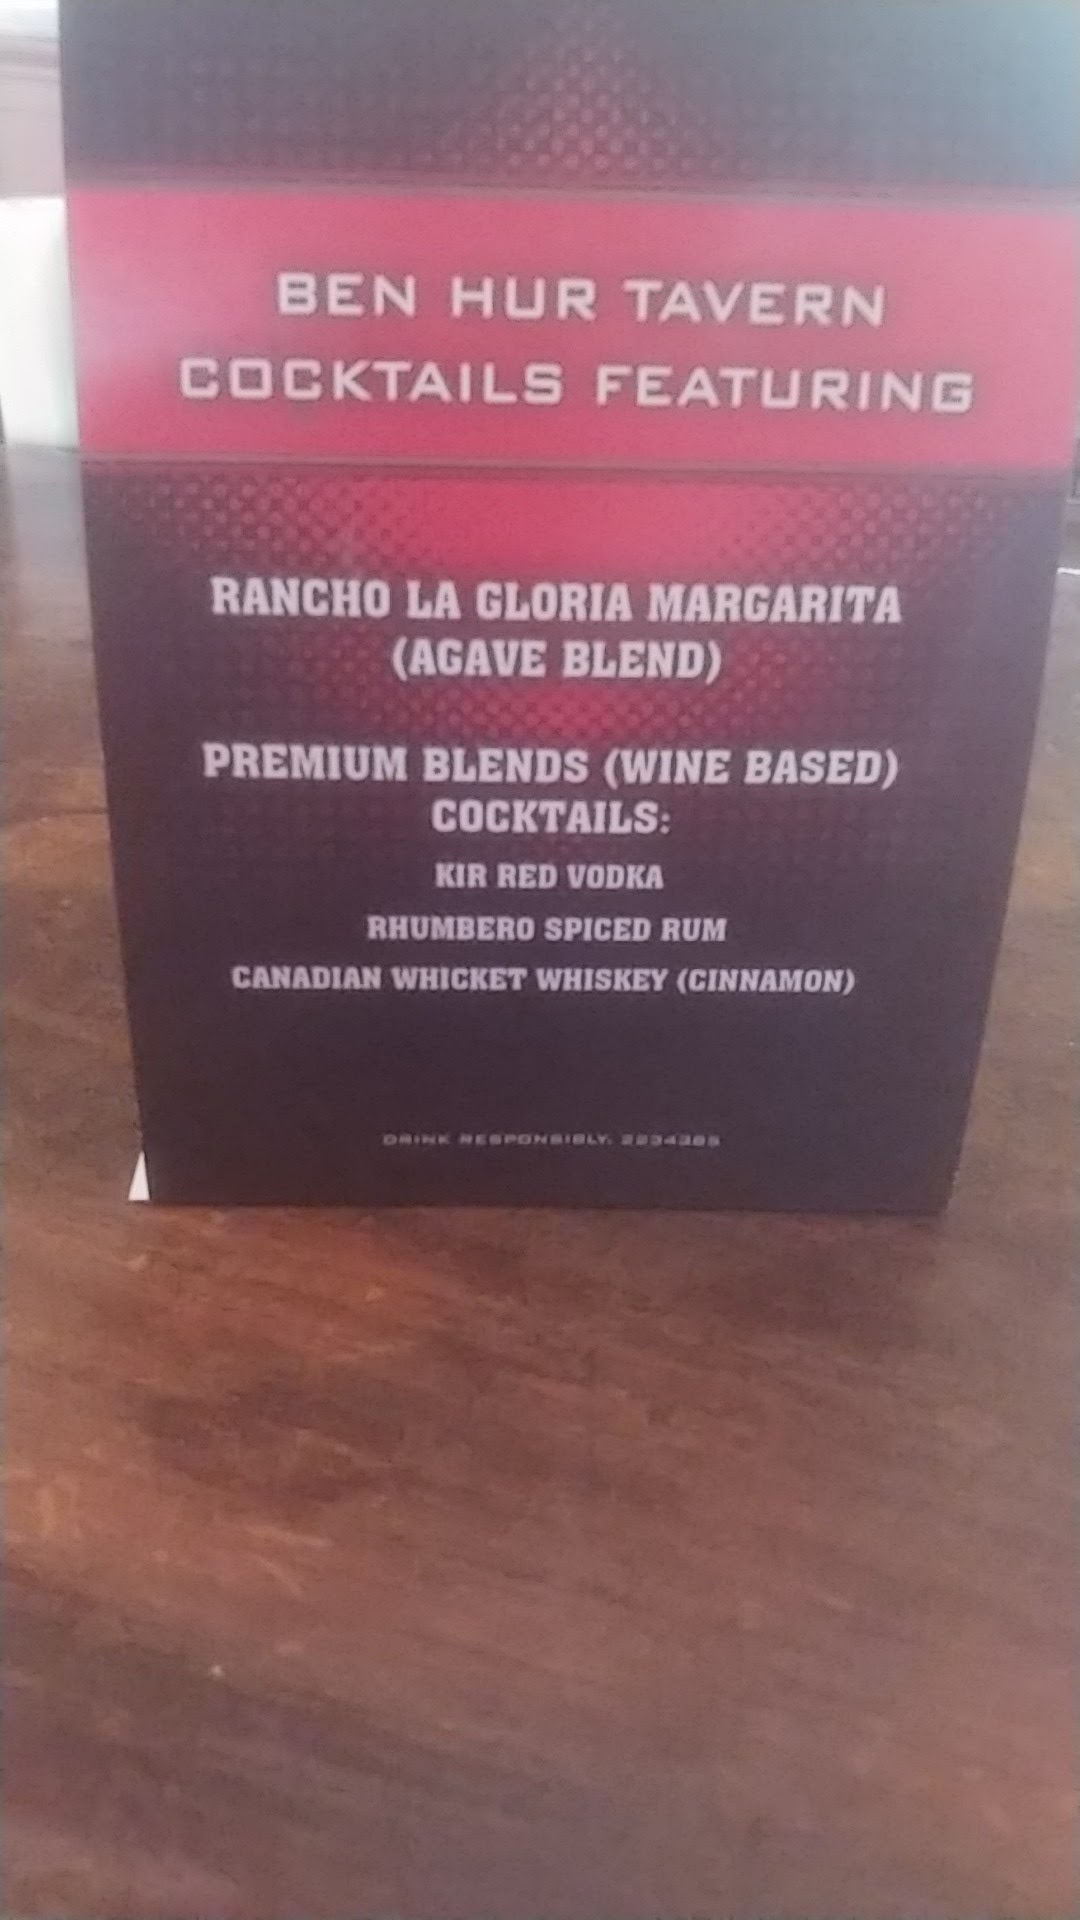 BEN HUR TAVERN
COCKTAILS FEATURING
RANCHO LA GLORIA MARGARITA
(AGAVE BLEND)
PREMIUM BLENDS (WINE BASED)
COCKTAILS:
KIR RED VODKA
RHUMBERO SPICED RUM
CANADIAN WHICKET WHISKEY (CINNAMON)
DRINK RESPONSIBLY. 2234385